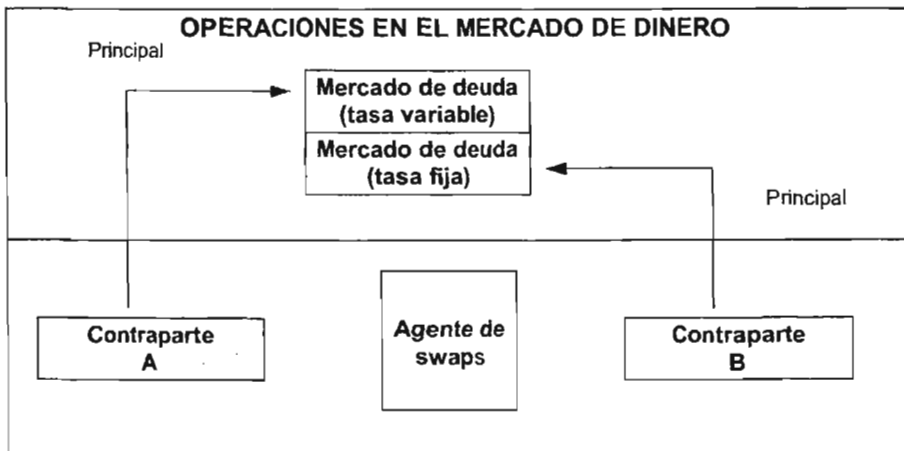 OPERACIONES EN EL MERCADO DE DINERO
Principal
Mercado de deuda
(tasa variable)
Mercado de deuda
(tasa fija)
Principal
Contraparte
A
Agente de
swaps
Contraparte
B